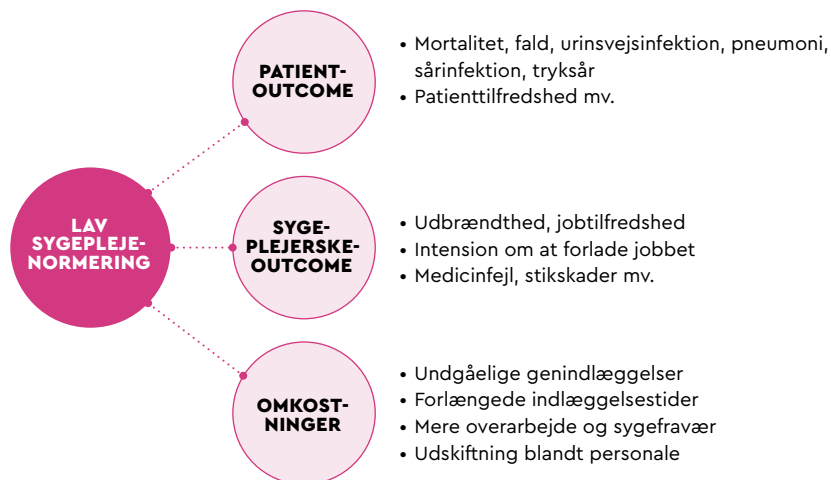 LAV
SYGEPLEJE-
NORMERING
PATIENT-
OUTCOME
• Mortalitet, fald, urinsvejsinfektion, pneumoni,
sårinfektion, tryksår
• Patienttilfredshed mv.
SYGE-
PLEJERSKE-
OUTCOME
• Udbrændthed, jobtilfredshed
• Intension om at forlade jobbet
• Medicinfejl, stikskader mv.
OMKOST-
NINGER
• Undgåelige genindlæggelser
• Forlængede indlæggelsestider
• Mere overarbejde og sygefravær
• Udskiftning blandt personale